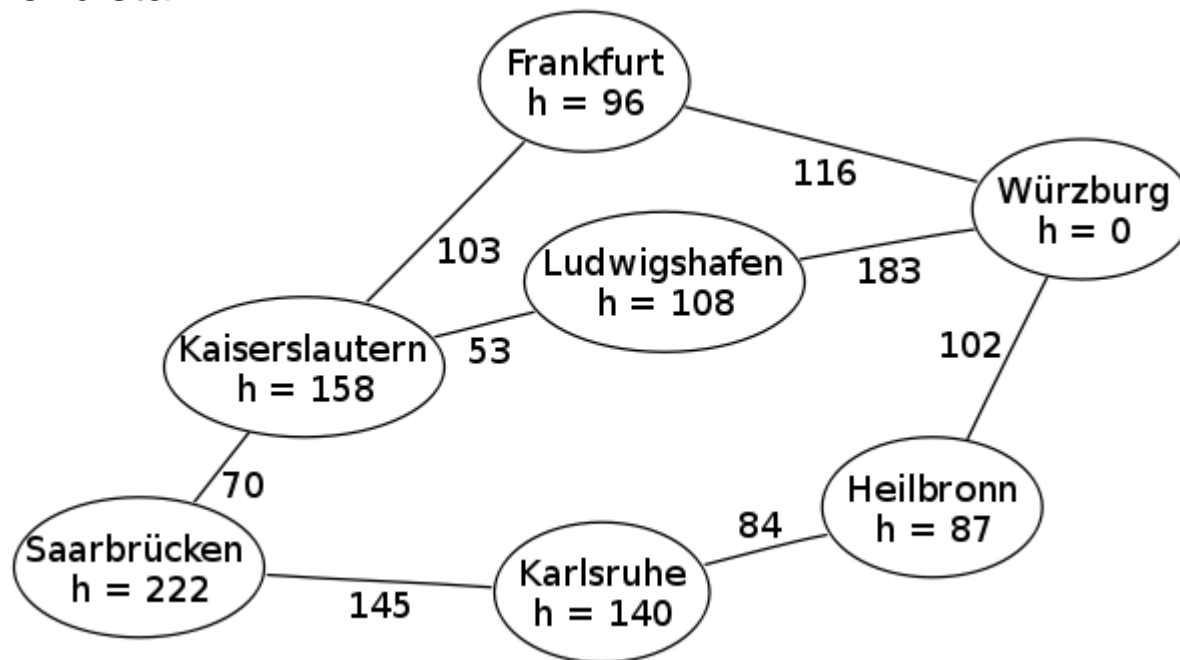 Frankfurt
h = 96
116
Würzburg
h = 0
103
Ludwigshafen
h = 108
183
Kaiserslautern
h = 158
53
102
70
Saarbrücken
h = 222
145
Karlsruhe
h = 140
84
Heilbronn
h = 87